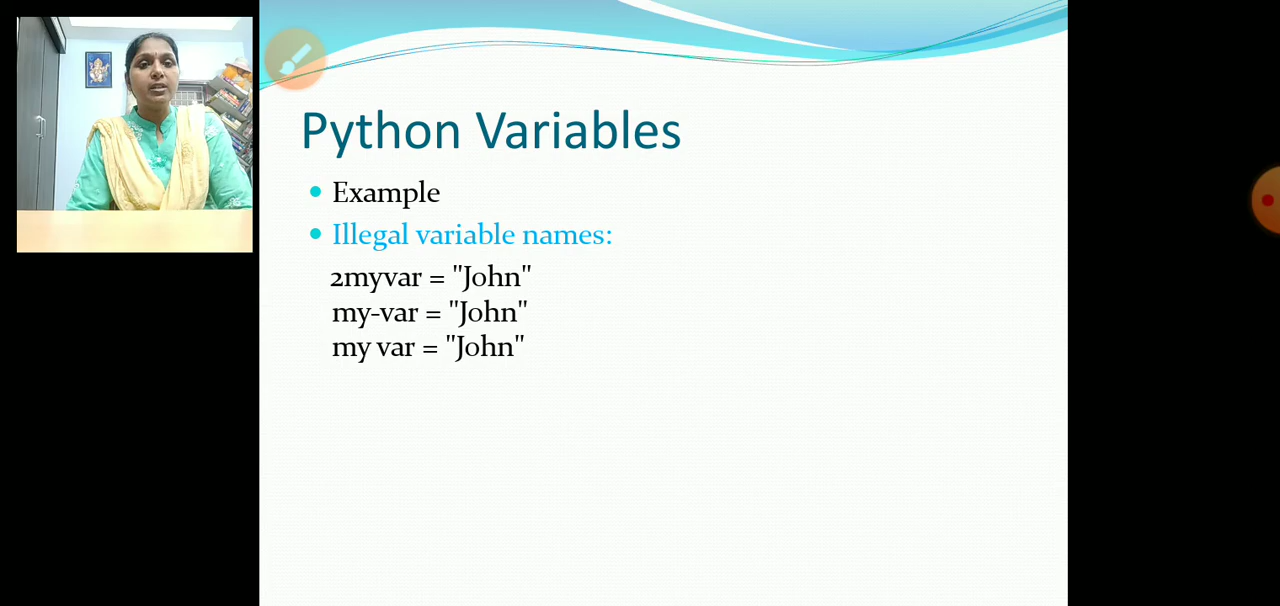 Python Variables
Example
Illegal variable names:
2myvar = "John"
my-var = "John"
my var = "John"